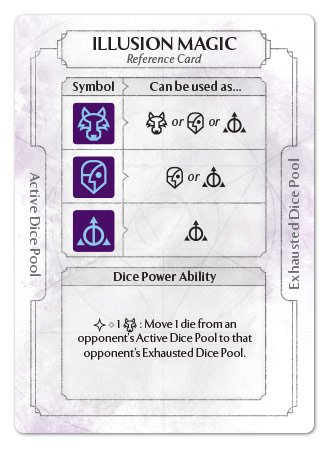 ILLUSION MAGIC
Reference Card
Symbol Can be used as...
or or
or
Active Dice Pool
Exhausted Dice Pool
Dice Power Ability
1 : Move 1 die from an
opponent's Active Dice Pool to that
opponent's Exhausted Dice Pool.